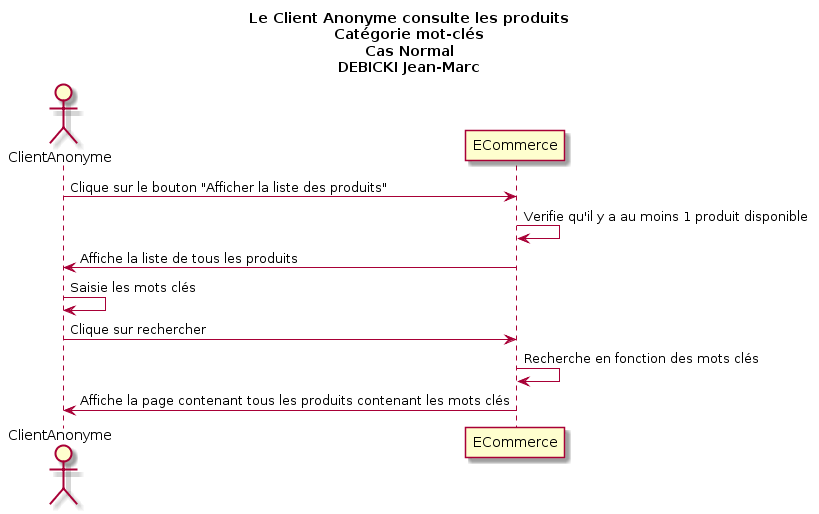 Le Client Anonyme consulte les produits
Catégorie mot-clés
Cas Normal
DEBICKI Jean-Marc
ClientAnonyme
ECommerce
Clique sur le bouton "Afficher la liste des produits"
Verifie qu'il y a au moins 1 produit disponible
Affiche la liste de tous les produits
Saisie les mots clés
Clique sur rechercher
Recherche en fonction des mots clés
Affiche la page contenant tous les produits contenant les mots clés
ClientAnonyme
ECommerce